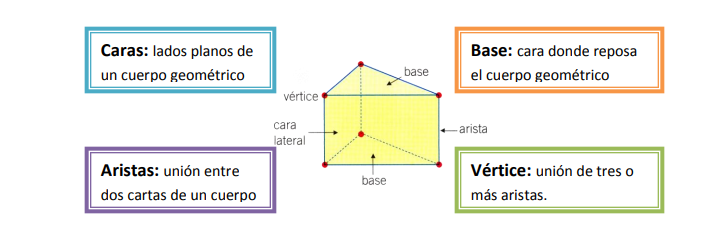 Caras: lados planos de
un cuerpo geométrico
Base: cara donde reposa
el cuerpo geométrico
base
vértice
cara
lateral
arista
base
Aristas: unión entre
dos cartas de un cuerpo
Vértice: unión de tres o
más aristas.